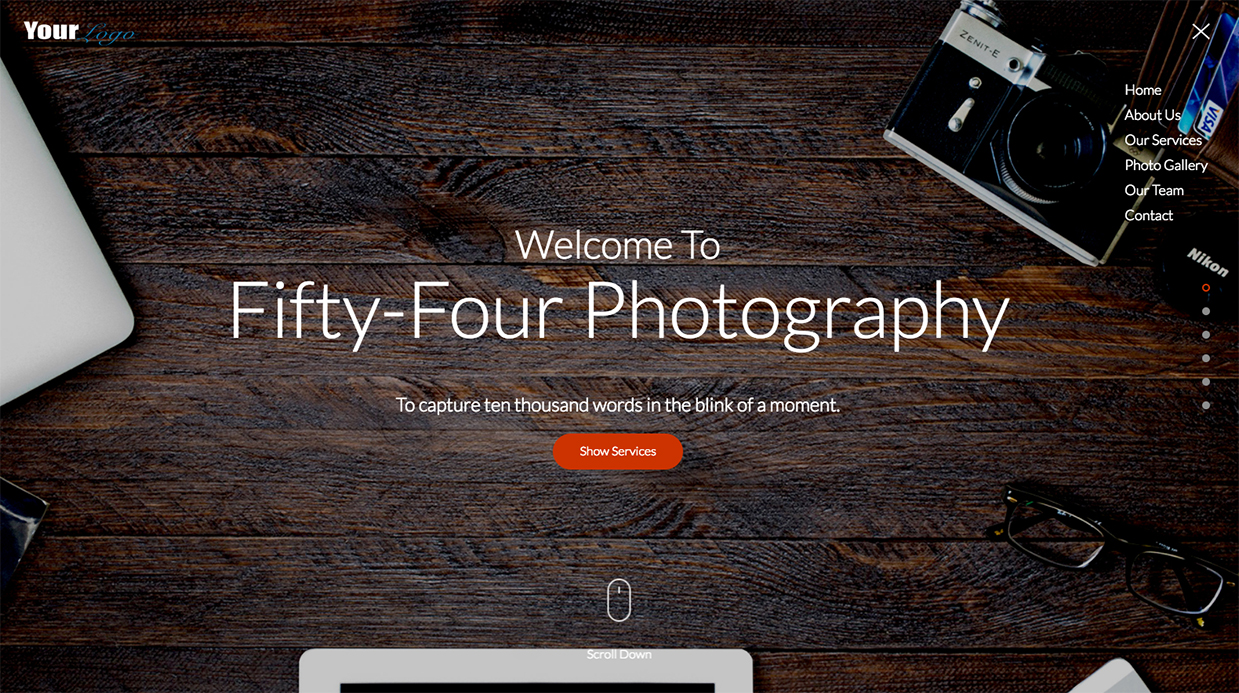 Your Logo
ZENIT-E
VISA
Home
About Us
Our Services
Photo Gallery
Our Team
Contact
Nikon
Welcome To
Fifty-Four Photography
To capture ten thousand words in the blink of a moment.
Show Services
Scroll Down